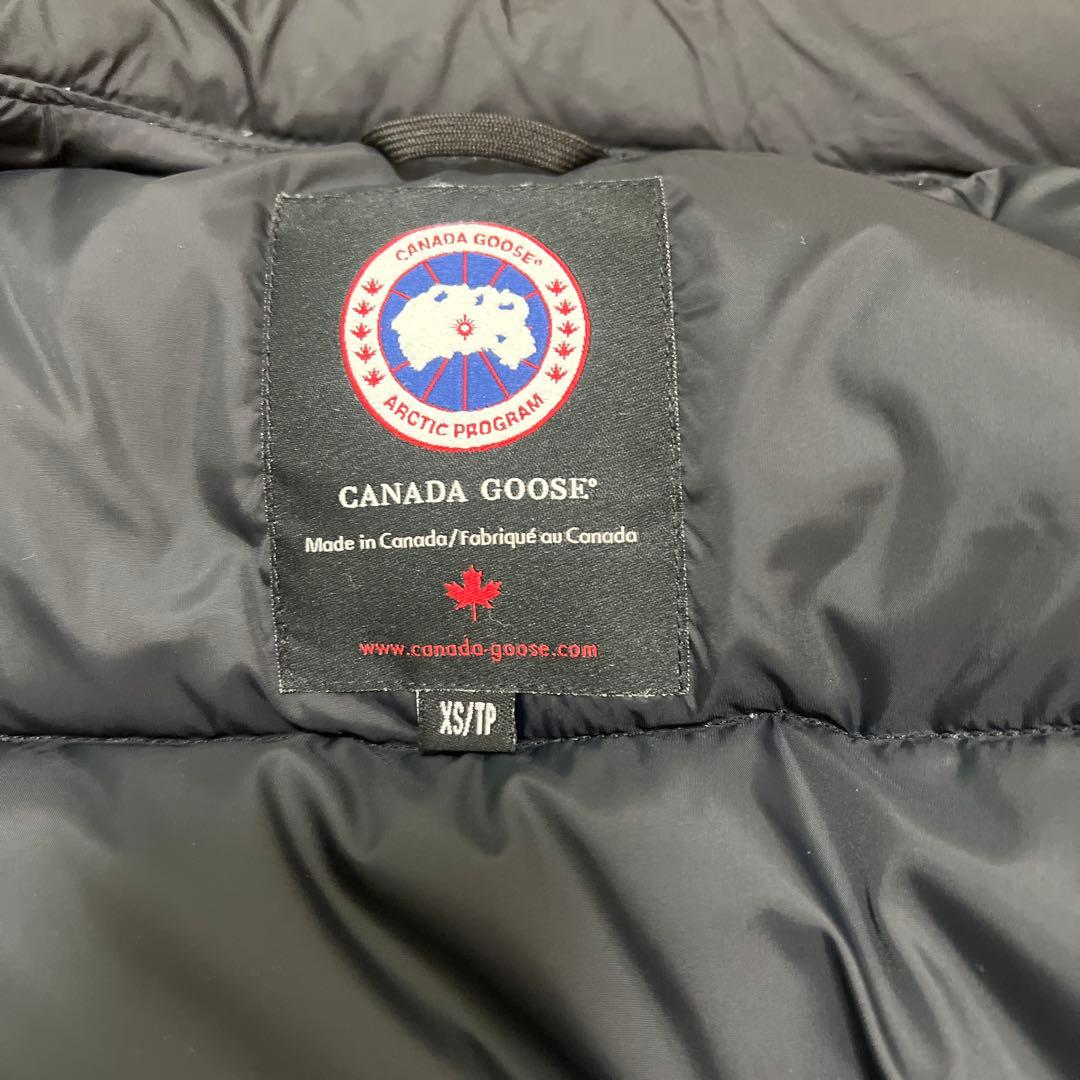 CANADA GOOSE®
ARCTIC PROGRAM
CANADA GOOSE®
Made in Canada/Fabriqué au Canada
www.canada-goose.com
XS/TP